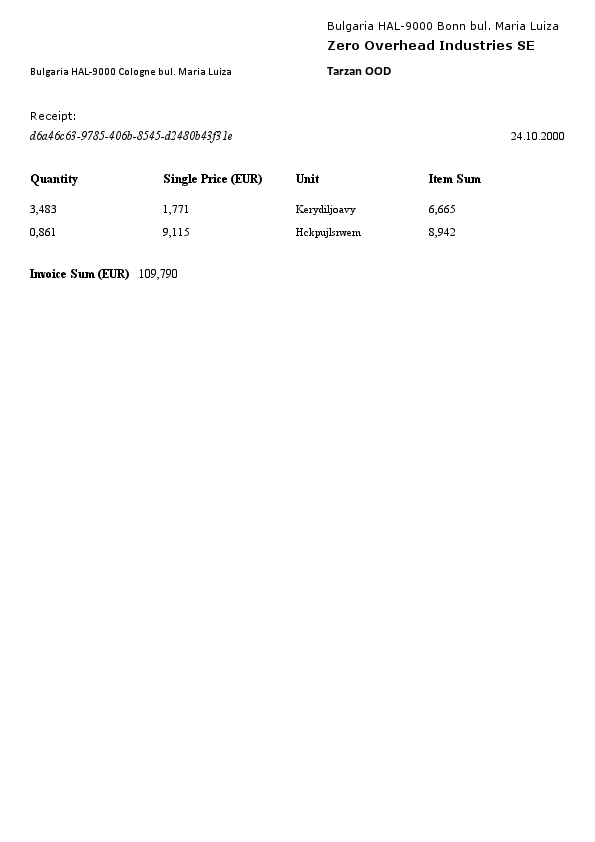 Bulgaria HAL-9000 Bonn bul. Maria Luiza
Zero Overhead Industries SE
Bulgaria HAL-9000 Cologne bul. Maria Luiza Tarzan OOD
Receipt:
d6a46c63-9785-406b-8545-d2480b43f31e 24.10.2000
Quantity Single Price (EUR) Unit Item Sum
3,483 1,771 Kerydiljoavy 6,665
0,861 9,115 Hckpujlsrwem 8,942
Invoice Sum (EUR) 109,790